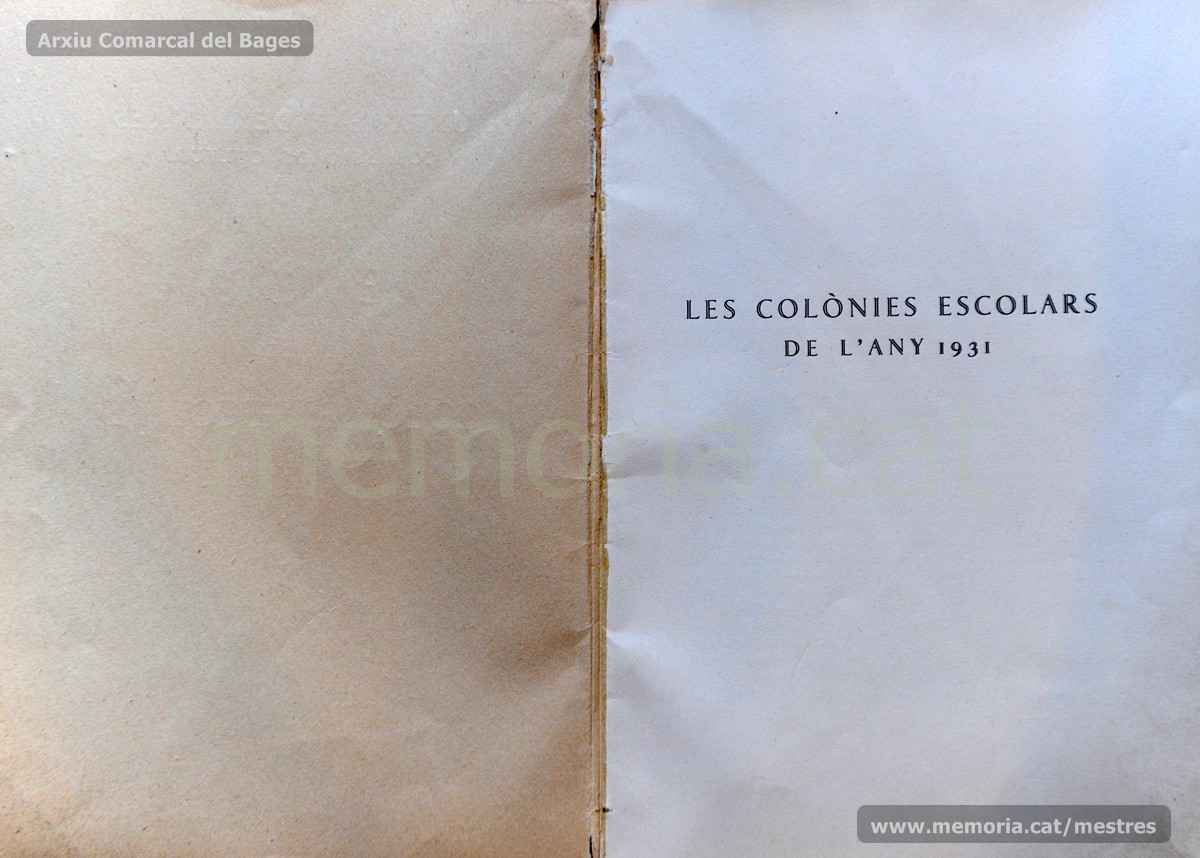 Arxiu Comarcal del Bages
LES COLÒNIES ESCOLARS
DE L'ANY 1931
memoria.cat
www.memoria.cat/mestres